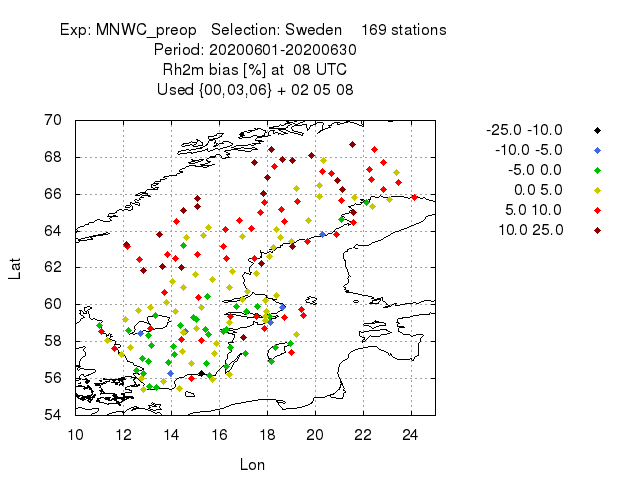 Exp: MNWC_preop Selection: Sweden 169 stations
Period: 20200601-20200630
Rh2m bias [%] at 08 UTC
Used {00,03,06} + 02 05 08
70
68
66
64
62
60
58
56
54
Lat
10 12 14 16 18 20 22 24
Lon
-25.0 -10.0
-10.0 -5.0
-5.0 0.0
0.0 5.0
5.0 10.0
10.0 25.0